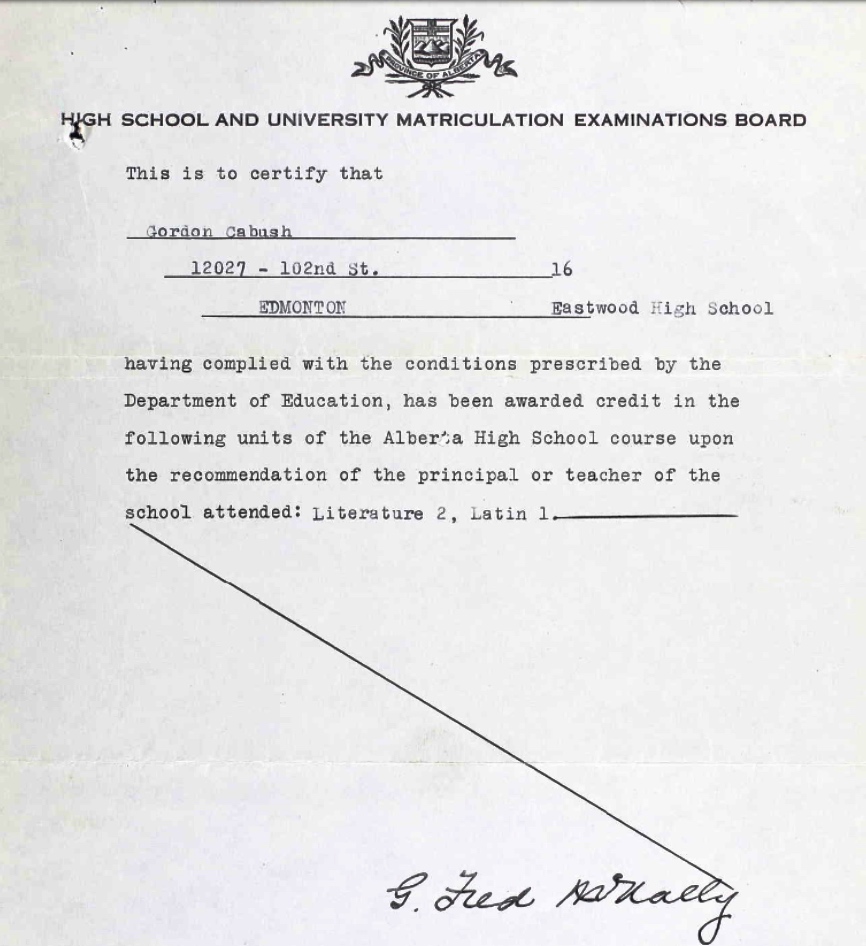 PROVINCE OF ALBERTA
HIGH SCHOOL AND UNIVERSITY MATRICULATION EXAMINATIONS BOARD
This is to certify that
Gordon Cabush
12027 - 102nd St. 16
EDMONTON Eastwood High School
having complied with the conditions prescribed by the
Department of Education, has been awarded credit in the
following units of the Alberta High School course upon
the recommendation of the principal or teacher of the
school attended: Literature 2, Latin 1.
G. Fred McNally